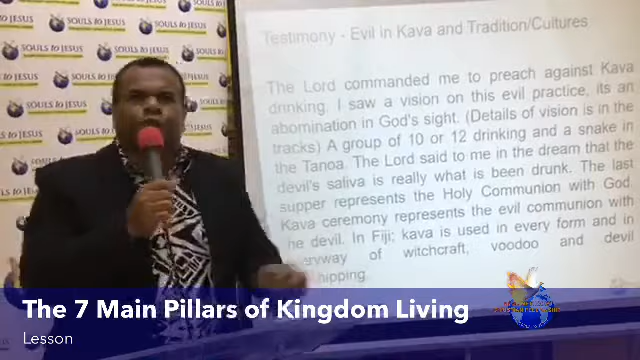 SOULS to JESUS
Testimony - Evil in Kava and Tradition/Cultures
The Lord commanded me to preach against Kava
drinking. I saw a vision on this evil practice, its an
abomination in God's sight. (Details of vision is in the
tracks) A group of 10 or 12 drinking and a snake in
the Tanoa. The Lord said to me in the dream that the
devil's saliva is really what is been drunk. The last
supper represents the Holy Communion with God.
Kava ceremony represents the evil communion with
he devil. In Fiji; kava is used in every form and in
eryway of witchcraft, voodoo and devil
hipping.
The 7 Main Pillars of Kingdom Living
Lesson